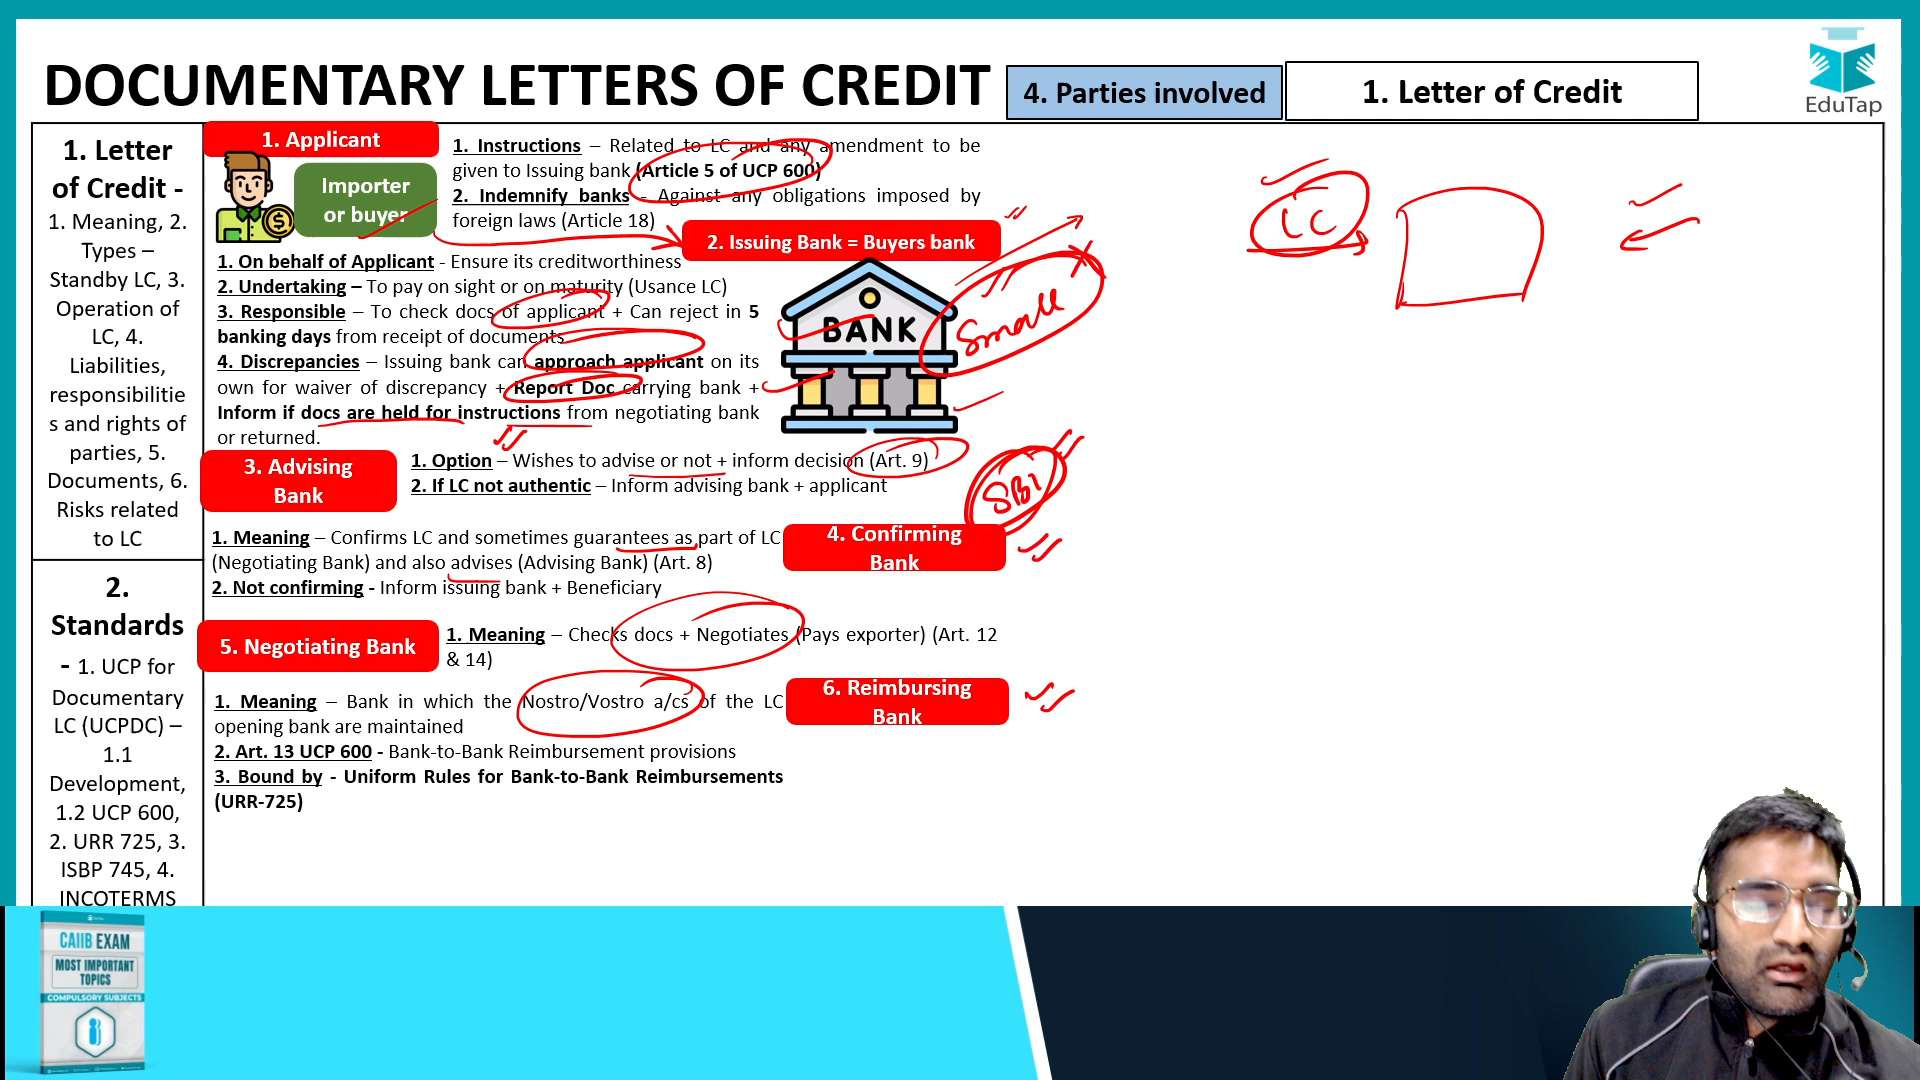 DOCUMENTARY LETTERS OF CREDIT
4. Parties involved
1. Letter of Credit
EduTap
1. Letter
of Credit -
1. Meaning, 2.
Types –
Standby LC, 3.
Operation of
LC, 4.
Liabilities,
responsibilitie
s and rights of
parties, 5.
Documents, 6.
Risks related
to LC
2.
Standards
- 1. UCP for
Documentary
LC (UCPDC) –
1.1
Development,
1.2 UCP 600,
2. URR 725, 3.
ISBP 745, 4.
INCOTERMS
1. Applicant
Importer
or buyer
1. Instructions – Related to LC and any amendment to be
given to Issuing bank (Article 5 of UCP 600)
2. Indemnify banks - Against any obligations imposed by
foreign laws (Article 18)
2. Issuing Bank = Buyers bank
1. On behalf of Applicant - Ensure its creditworthiness
2. Undertaking – To pay on sight or on maturity (Usance LC)
3. Responsible – To check docs of applicant + Can reject in 5
banking days from receipt of documents
4. Discrepancies – Issuing bank can approach applicant on its
own for waiver of discrepancy + Report Doc carrying bank +
Inform if docs are held for instructions from negotiating bank
or returned.
BANK
Small
LC
3. Advising
Bank
1. Option – Wishes to advise or not + inform decision (Art. 9)
2. If LC not authentic – Inform advising bank + applicant
SBI
1. Meaning – Confirms LC and sometimes guarantees as part of LC
(Negotiating Bank) and also advises (Advising Bank) (Art. 8)
2. Not confirming - Inform issuing bank + Beneficiary
4. Confirming
Bank
5. Negotiating Bank
1. Meaning – Checks docs + Negotiates (Pays exporter) (Art. 12
& 14)
1. Meaning – Bank in which the Nostro/Vostro a/cs of the LC
opening bank are maintained
2. Art. 13 UCP 600 - Bank-to-Bank Reimbursement provisions
3. Bound by - Uniform Rules for Bank-to-Bank Reimbursements
(URR-725)
6. Reimbursing
Bank
CAIIB EXAM
MOST IMPORTANT
TOPICS
COMPULSORY SUBJECTS